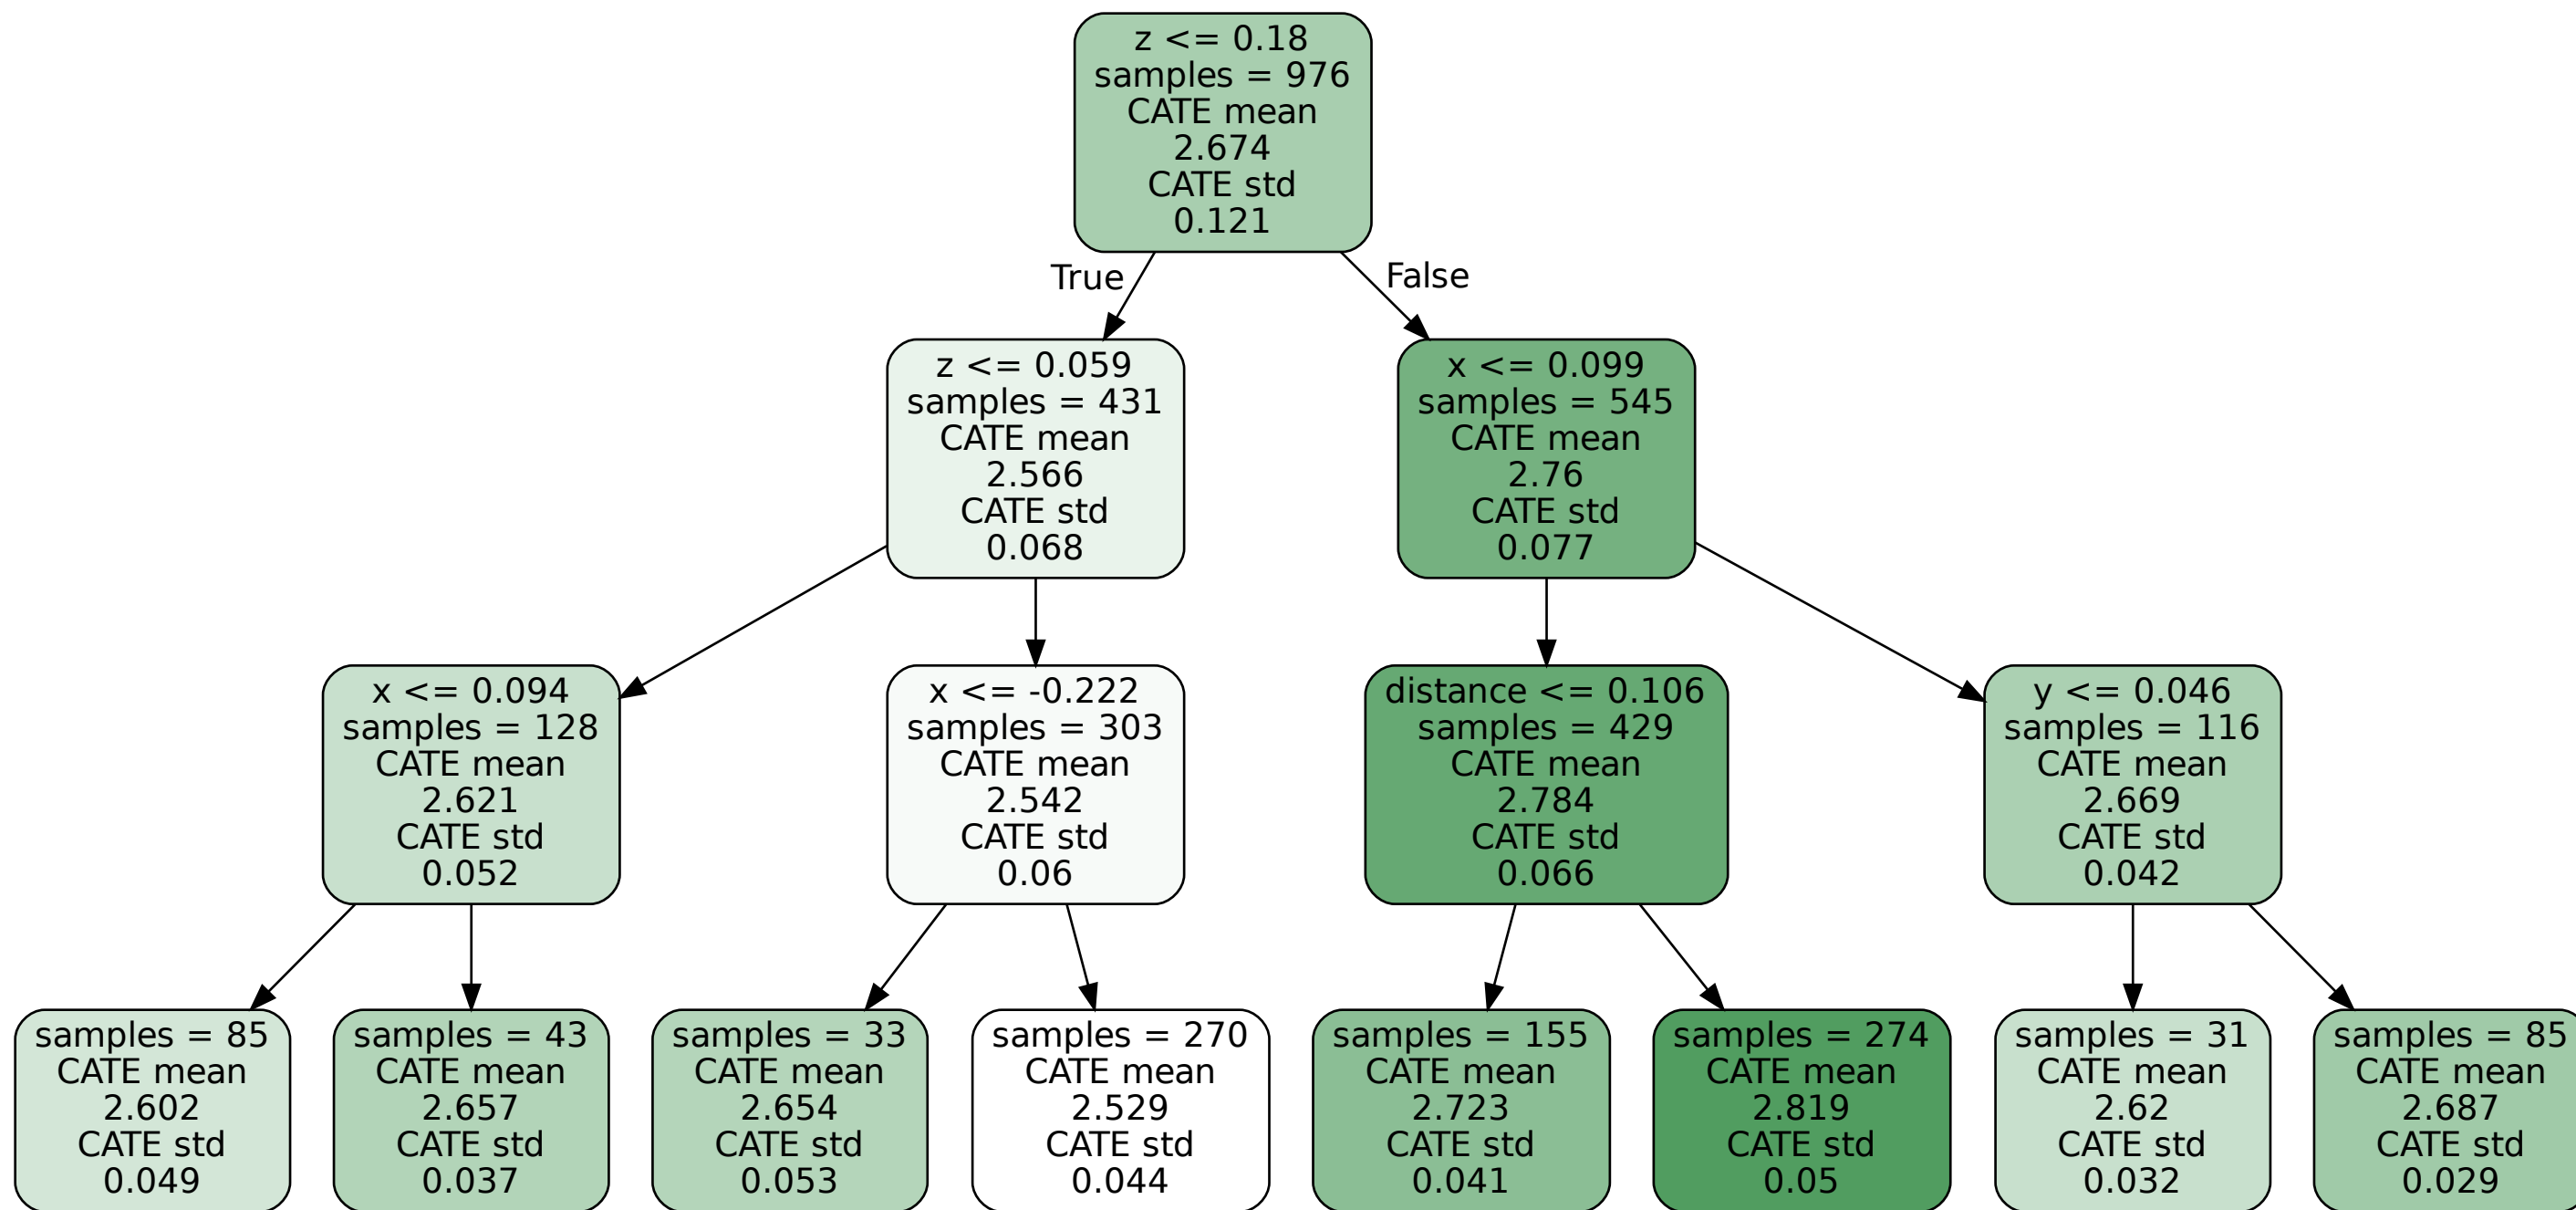 z <= 0.18
samples = 976
CATE mean
2.674
CATE std
0.121
True
False
z <= 0.059
samples = 431
CATE mean
2.566
CATE std
0.068
x <= 0.099
samples = 545
CATE mean
2.76
CATE std
0.077
x <= 0.094
samples = 128
CATE mean
2.621
CATE std
0.052
x <= -0.222
samples = 303
CATE mean
2.542
CATE std
0.06
distance <= 0.106
samples = 429
CATE mean
2.784
CATE std
0.066
y <= 0.046
samples = 116
CATE mean
2.669
CATE std
0.042
samples = 85
CATE mean
2.602
CATE std
0.049
samples = 43
CATE mean
2.657
CATE std
0.037
samples = 33
CATE mean
2.654
CATE std
0.053
samples = 270
CATE mean
2.529
CATE std
0.044
samples = 155
CATE mean
2.723
CATE std
0.041
samples = 274
CATE mean
2.819
CATE std
0.05
samples = 31
CATE mean
2.62
CATE std
0.032
samples = 85
CATE mean
2.687
CATE std
0.029